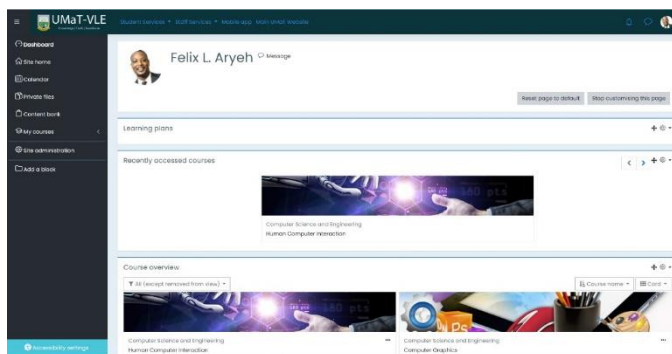 UMaT-VLE
Student services Staff services Mobile app Main UMaT Website
Dashboard
Site home
Calendar
Private files
Content bank
My courses
Site administration
Add a block
Accessibility settings
Felix L. Aryeh Message
Reset page to default Stop customising this page
Learning plans
Recently accessed courses
Computer Science and Engineering
Human Computer Interaction
Course overview
All (except removed from view) Course name Card
Computer Science and Engineering
Human Computer Interaction
Ps
Computer Science and Engineering
Computer Graphics